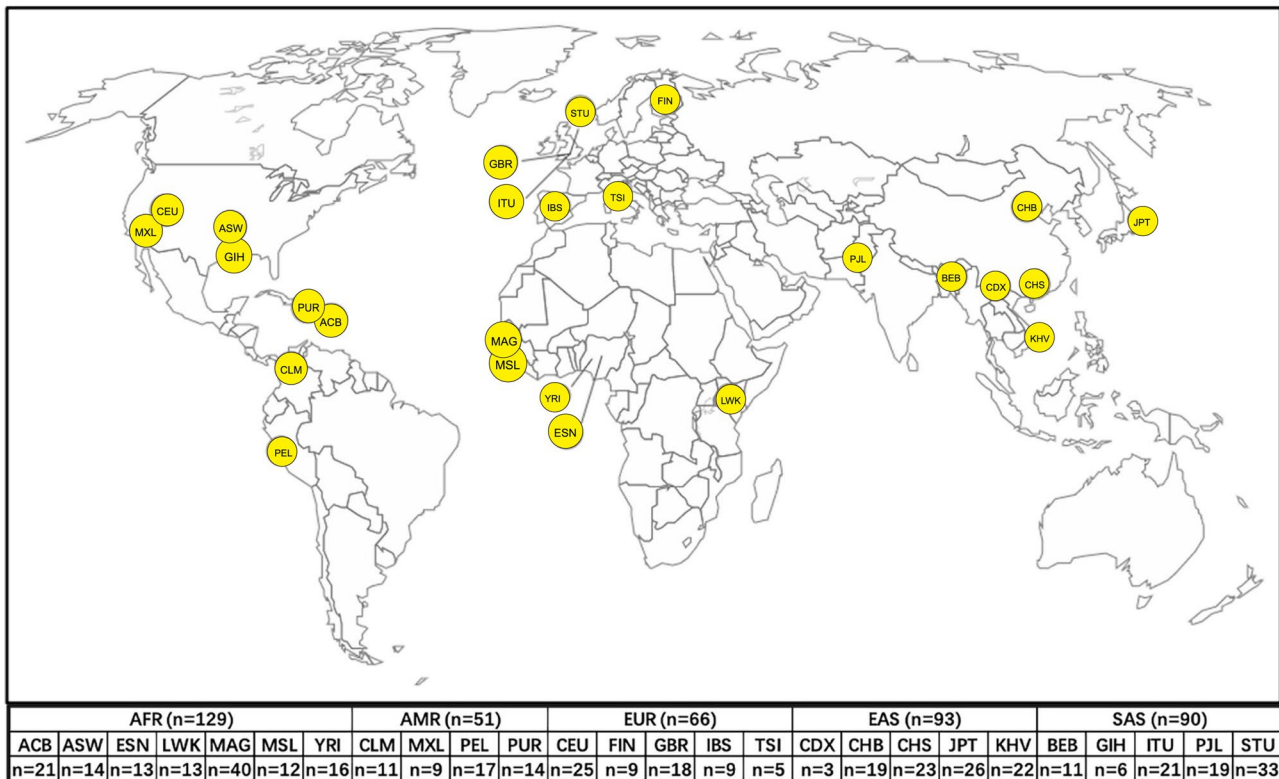 FIN
STU
GBR
ITU IBS TSI
CEU CHB
MXL ASW JPT
GIH PJL
BEB CDX CHS
PUR
ACB
MAG KHV
MSL
CLM
YRI LWK
ESN
PEL
AFR (n=129) AMR (n=51) EUR (n=66) EAS (n=93) SAS (n=90)
ACB ASW ESN LWK MAG MSL YRI CLM MXL PEL PUR CEU FIN GBR IBS TSI CDX CHB CHS JPT KHV BEB GIH ITU PJL STU
n=21 n=14 n=13 n=13 n=40 n=12 n=16 n=11 n=9 n=17 n=14 n=25 n=9 n=18 n=9 n=5 n=3 n=19 n=23 n=26 n=22 n=11 n=6 n=21 n=19 n=33